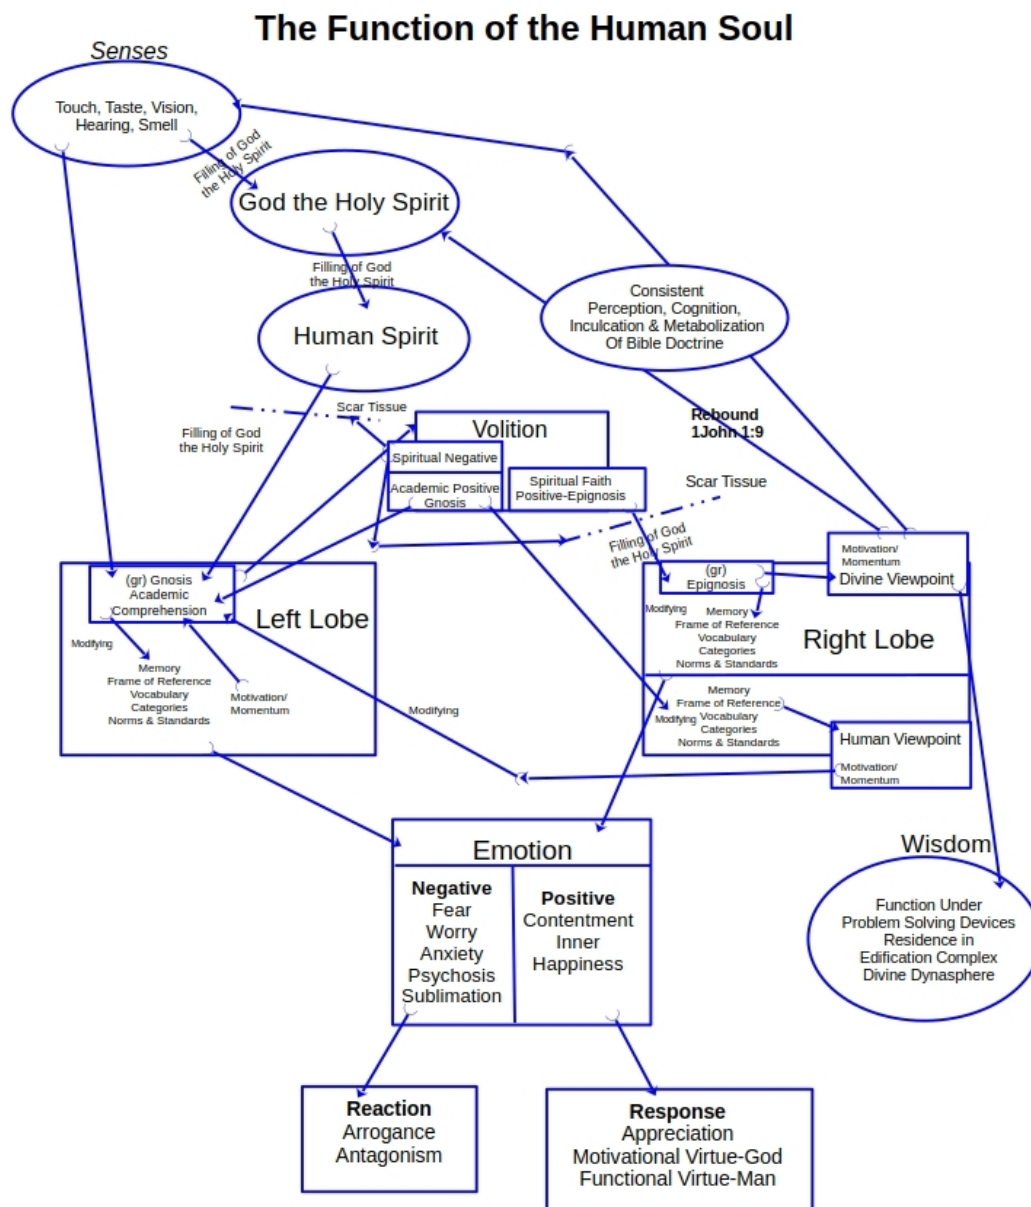 The Function of the Human Soul
Senses
Touch, Taste, Vision,
Hearing, Smell
Filling of God
the Holy Spirit
God the Holy Spirit
Filling of God
the Holy Spirit
Human Spirit
Consistent
Perception, Cognition,
Inculcation & Metabolization
Of Bible Doctrine
Rebound
1John 1:9
Scar Tissue
Filling of God
the Holy Spirit
Volition
Spiritual Negative
Academic Positive
Gnosis
Spiritual Faith
Positive-Epignosis
Scar Tissue
Filling of God
the Holy Spirit
(gr) Gnosis
Academic
Comprehension
Left Lobe
Modifying
Memory
Frame of Reference
Vocabulary
Categories
Norms & Standards
Motivation/
Momentum
Modifying
(gr)
Epignosis
Motivation/
Momentum
Divine Viewpoint
Modifying
Memory
Frame of Reference
Vocabulary
Categories
Norms & Standards
Right Lobe
Memory
Frame of Reference
Modifying
Vocabulary
Categories
Norms & Standards
Human Viewpoint
Motivation/
Momentum
Emotion
Negative
Fear
Worry
Anxiety
Psychosis
Sublimation
Positive
Contentment
Inner
Happiness
Wisdom
Function Under
Problem Solving Devices
Residence in
Edification Complex
Divine Dynasphere
Reaction
Arrogance
Antagonism
Response
Appreciation
Motivational Virtue-God
Functional Virtue-Man